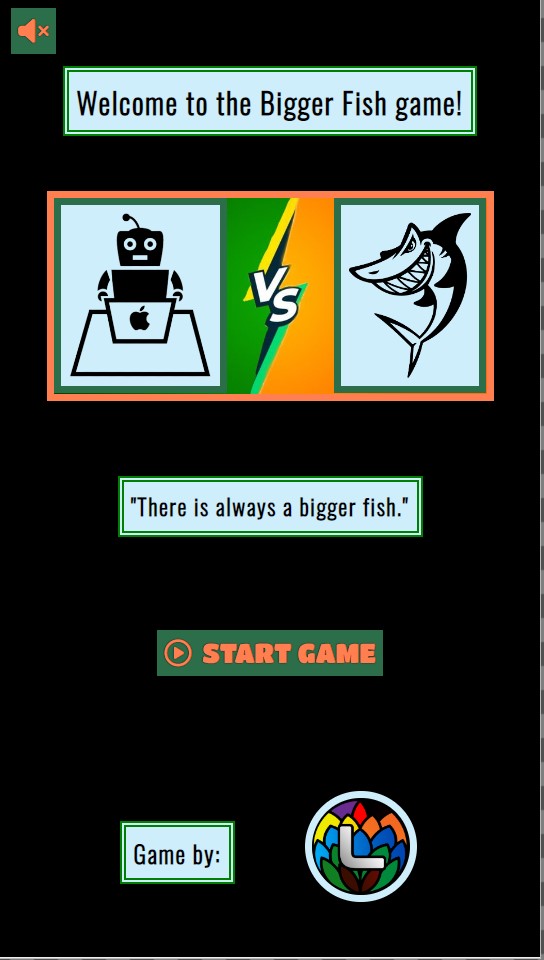 Welcome to the Bigger Fish game!
VS
"There is always a bigger fish."
START GAME
Game by:
L